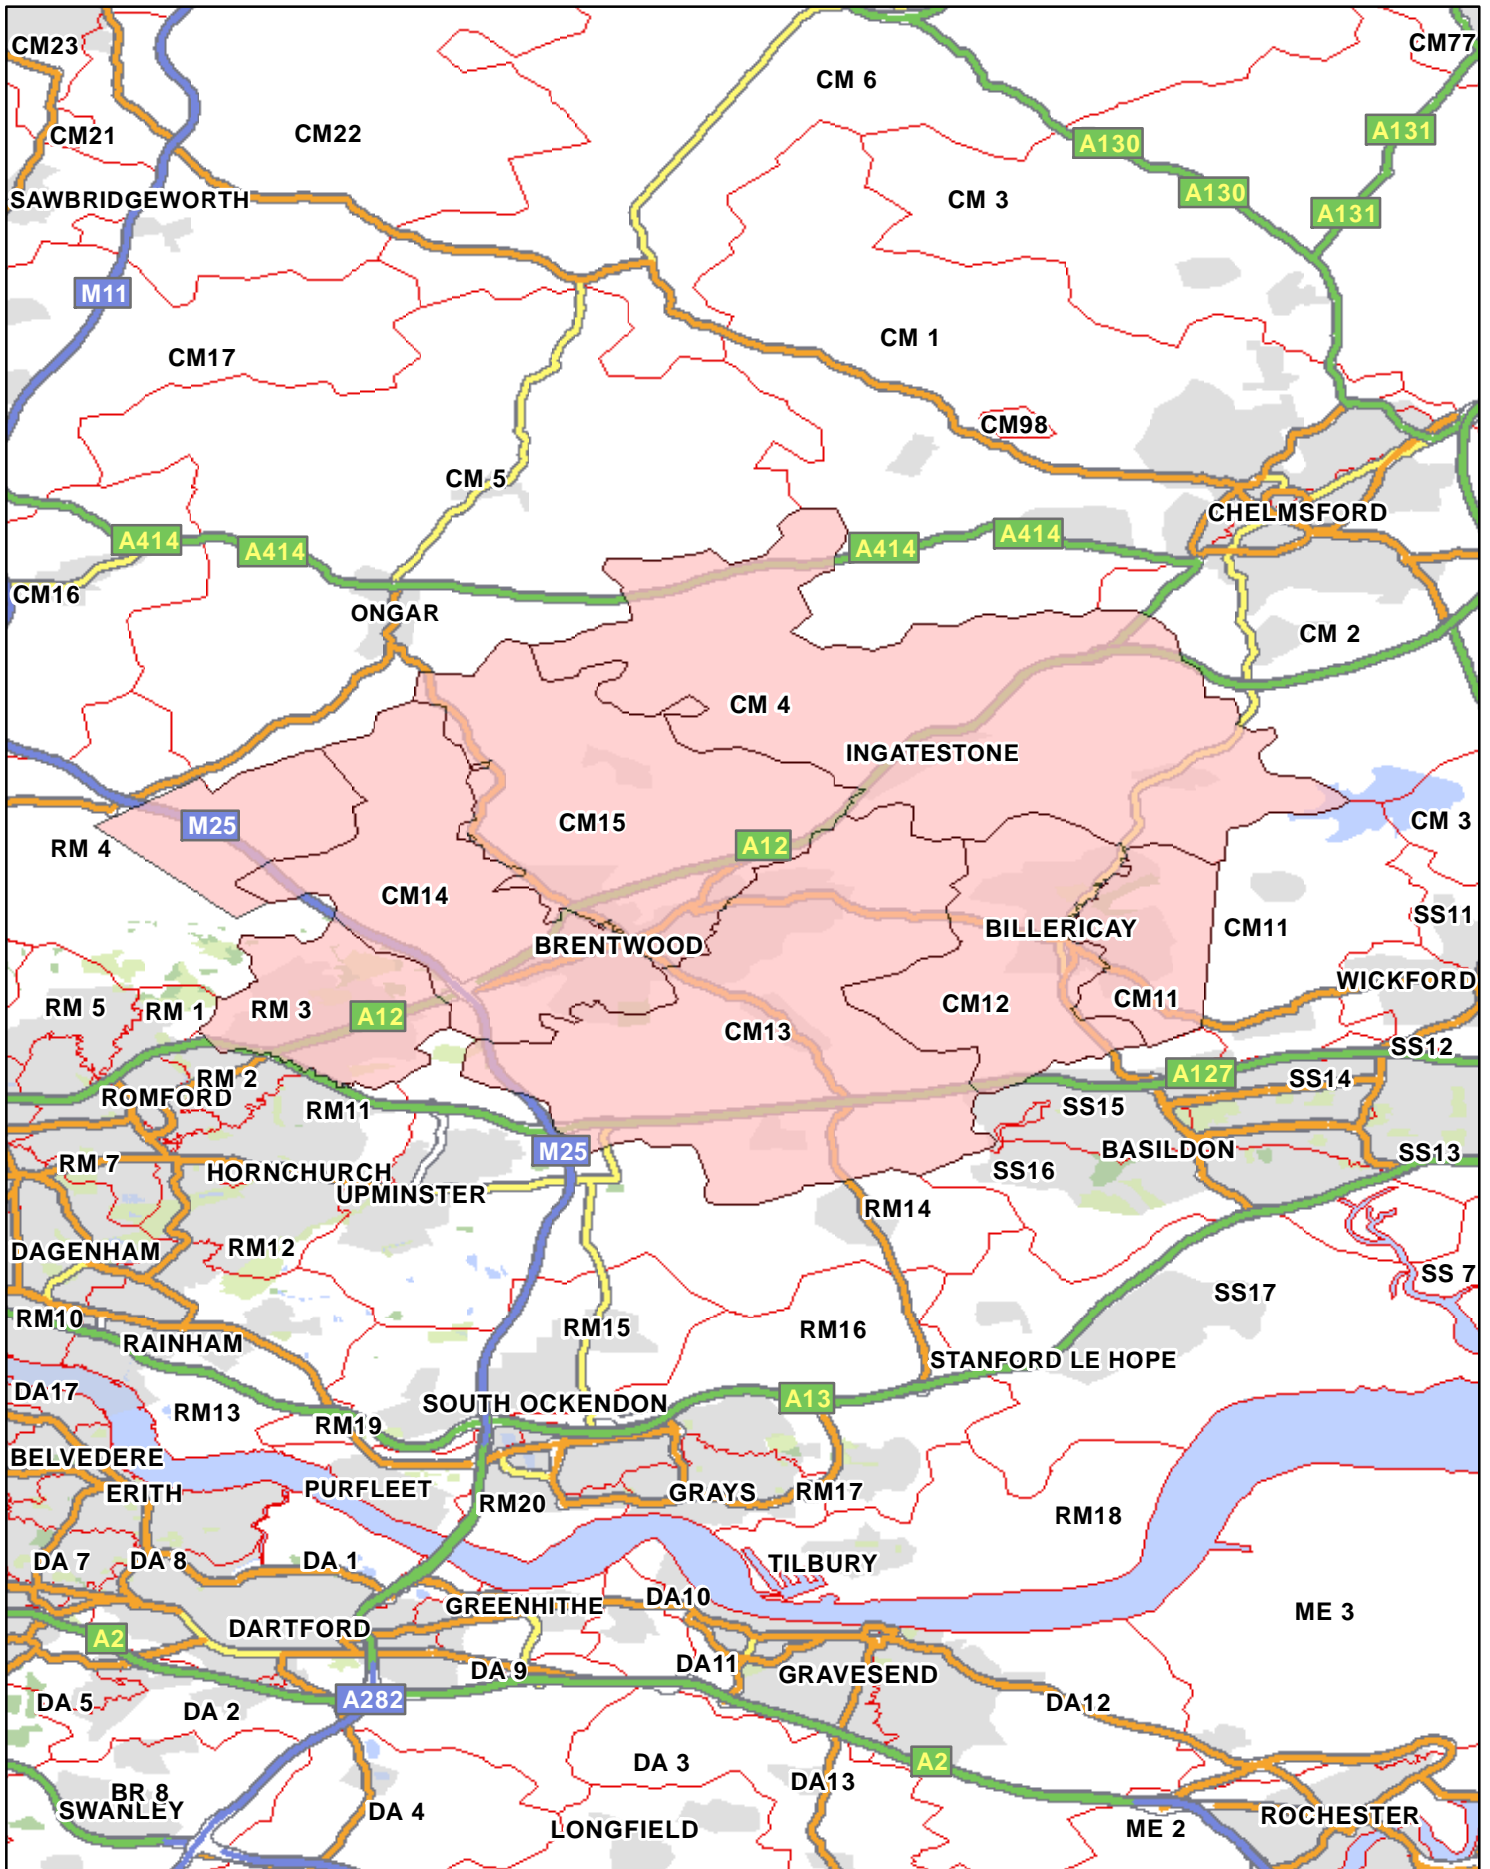 CM23
CM77
CM 6
CM21
CM22
A130
A131
SAWBRIDGEWORTH
CM 3
A130
A131
M11
CM17
CM 1
CM98
CM 5
CHELMSFORD
A414
A414
A414
A414
CM16
ONGAR
CM 2
CM 4
INGATESTONE
M25
CM15
A12
CM 3
RM 4
CM14
SS11
BRENTWOOD
BILLERICAY
CM11
WICKFORD
RM 5
RM 1
RM 3
A12
CM13
CM12
CM11
SS12
RM 2
ROMFORD
RM11
A127
SS14
SS15
M25
BASILDON
SS13
RM 7
HORNCHURCH
UPMINSTER
SS16
RM14
DAGENHAM
RM12
SS 7
SS17
RM10
RAINHAM
RM15
RM16
STANFORD LE HOPE
DA17
RM13
RM19
SOUTH OCKENDON
A13
BELVEDERE
ERITH
PURFLEET
RM20
GRAYS
RM17
RM18
DA 7
DA 8
DA 1
TILBURY
GREENHITHE
DA10
ME 3
A2
DARTFORD
DA 9
DA11
GRAVESEND
DA 5
DA 2
A282
DA12
DA 3
A2
DA13
BR 8
SWANLEY
DA 4
LONGFIELD
ME 2
ROCHESTER